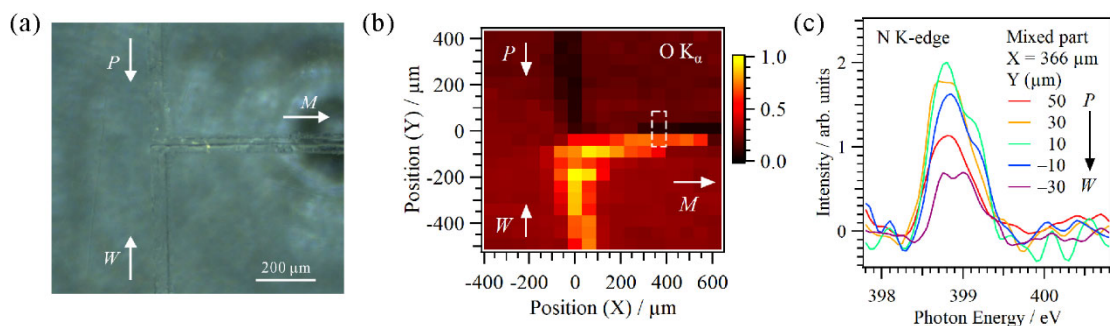 (a)
P
M
W
200 µm
(b)
400
200
0
-200
-400
Position (Y) / µm
P
O Kα
W
M
1.0
0.5
0.0
-400 -200 0 200 400 600
Position (X) / µm
(c)
N K-edge
Mixed part
X = 366 µm
Y (µm)
50 P
30
10
−10
−30 W
2
1
0
Intensity / arb. units
398 399 400
Photon Energy / eV